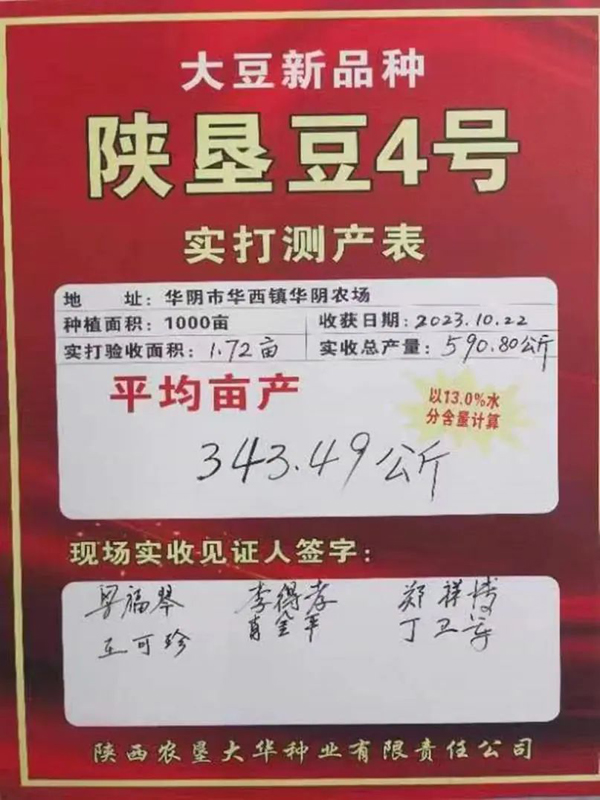 大豆新品种
陕垦豆4号
实打测产表
地 址：华阴市华西镇华阴农场
种植面积：1000亩 收获日期：2023.10.22
实打验收面积：1.72亩 实收总产量：590.80公斤
平均亩产
以13.0%水
分含量计算
343.49公斤
现场实收见证人签字：
李得孝 郑祥博
王可珍 肖金平 丁卫军
陕西农垦大华种业有限责任公司